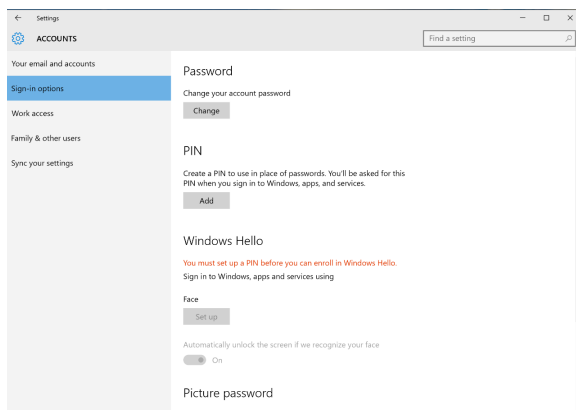 Settings
ACCOUNTS
Find a setting
Your email and accounts
Sign-in options
Work access
Family & other users
Sync your settings
Password
Change your account password
Change
PIN
Create a PIN to use in place of passwords. You'll be asked for this
PIN when you sign in to Windows, apps, and services.
Add
Windows Hello
You must set up a PIN before you can enroll in Windows Hello.
Sign in to Windows, apps and services using
Face
Set up
Automatically unlock the screen if we recognize your face
On
Picture password